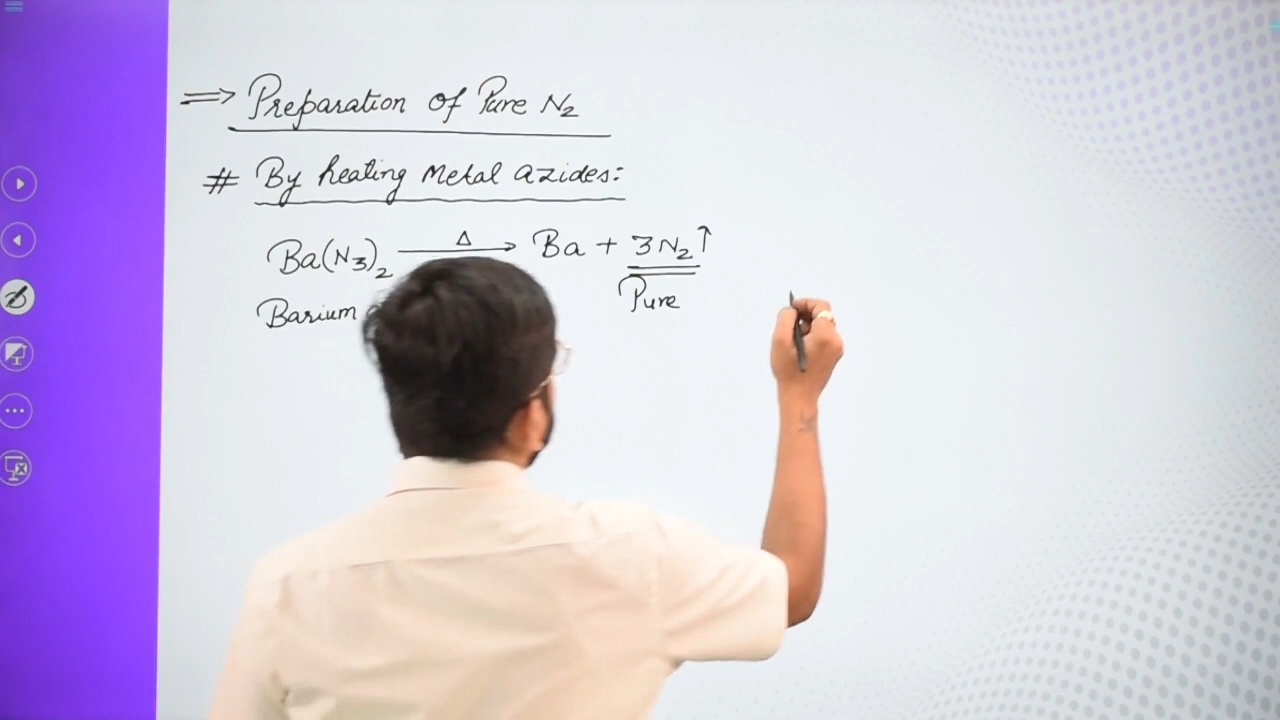 ⇒ Preparation of Pure N₂
# By heating Metal azides:
Ba(N₃)₂ —Δ→ Ba + 3N₂↑
Barium
Pure